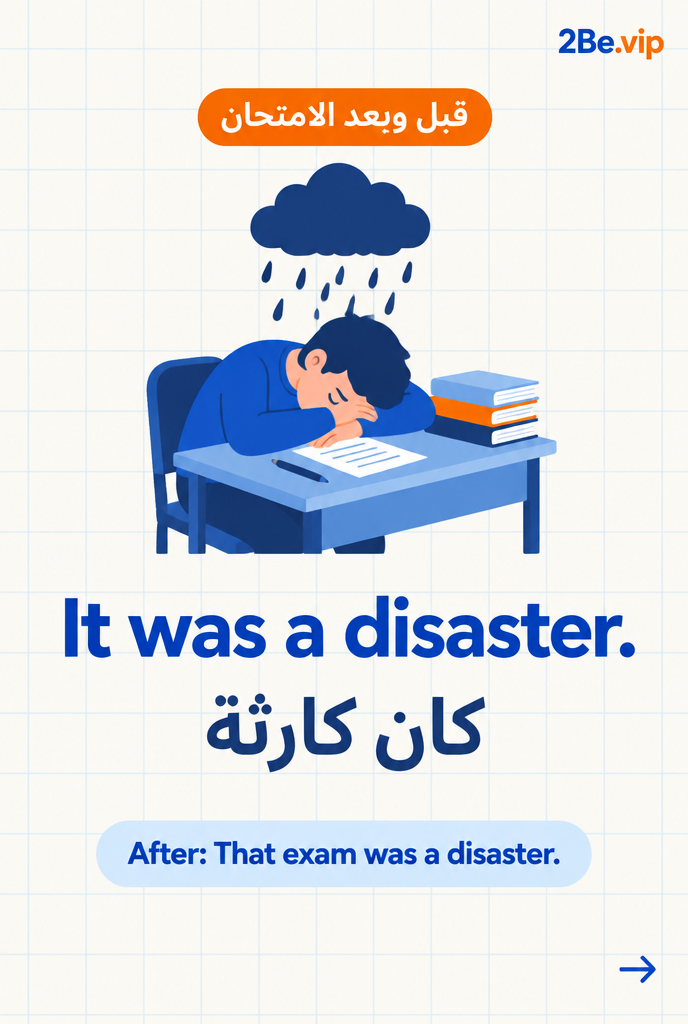 2Be.vip
قبل وبعد الامتحان
It was a disaster.
كان كارثة
After: That exam was a disaster.
→